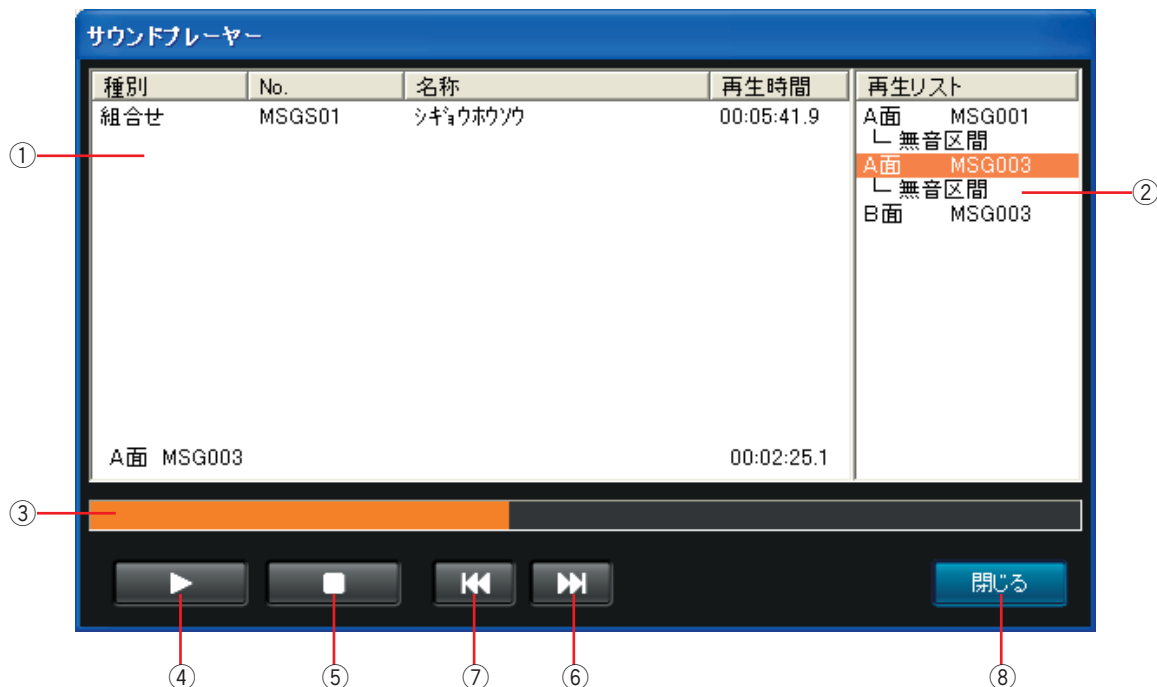 サウンドプレーヤー
種別 No. 名称 再生時間 再生リスト
組合せ MSGS01 シギョウホウソウ 00:05:41.9
A面 MSG001
└ 無音区間
A面 MSG003
└ 無音区間
B面 MSG003
A面 MSG003 00:02:25.1
閉じる
①
②
③
④ ⑤ ⑦ ⑥ ⑧